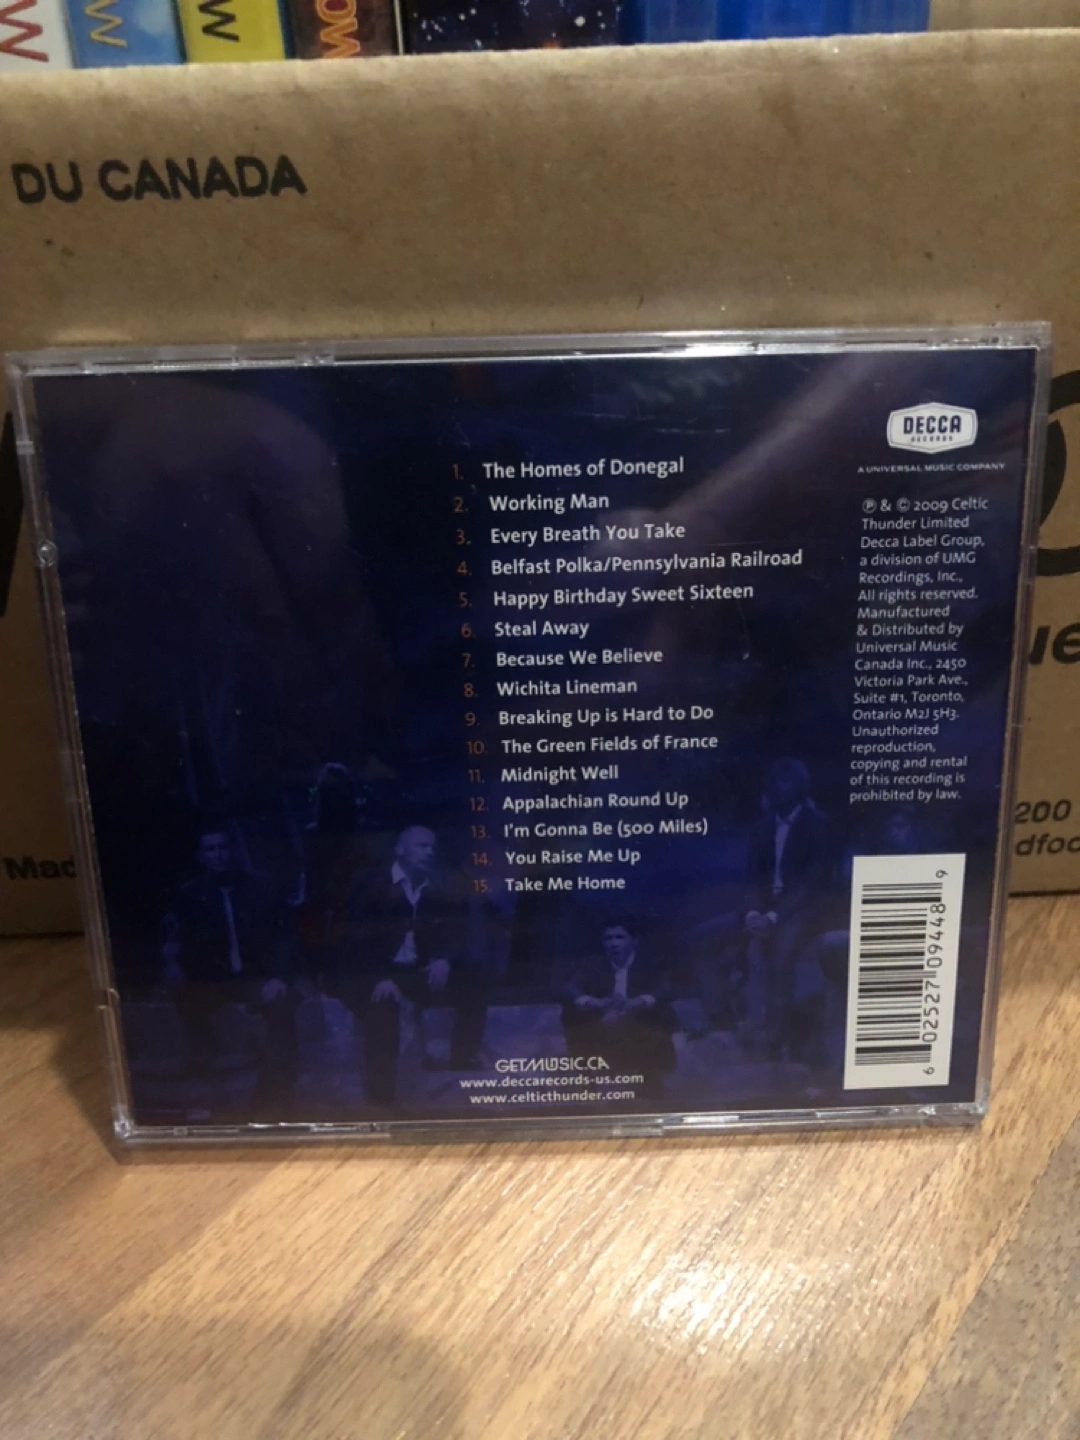 DU CANADA
DECCA
RECORDS
A UNIVERSAL MUSIC COMPANY
1. The Homes of Donegal
2. Working Man
3. Every Breath You Take
4. Belfast Polka/Pennsylvania Railroad
5. Happy Birthday Sweet Sixteen
6. Steal Away
7. Because We Believe
8. Wichita Lineman
9. Breaking Up is Hard to Do
10. The Green Fields of France
11. Midnight Well
12. Appalachian Round Up
13. I'm Gonna Be (500 Miles)
14. You Raise Me Up
15. Take Me Home
℗ & © 2009 Celtic
Thunder Limited
Decca Label Group,
a division of UMG
Recordings, Inc.,
All rights reserved.
Manufactured
& Distributed by
Universal Music
Canada Inc., 2450
Victoria Park Ave.,
Suite #1, Toronto,
Ontario M2J 5H3.
Unauthorized
reproduction,
copying and rental
of this recording is
prohibited by law.
6 02527 09448 9
GETMUSIC.CA
www.deccarecords-us.com
www.celticthunder.com
200